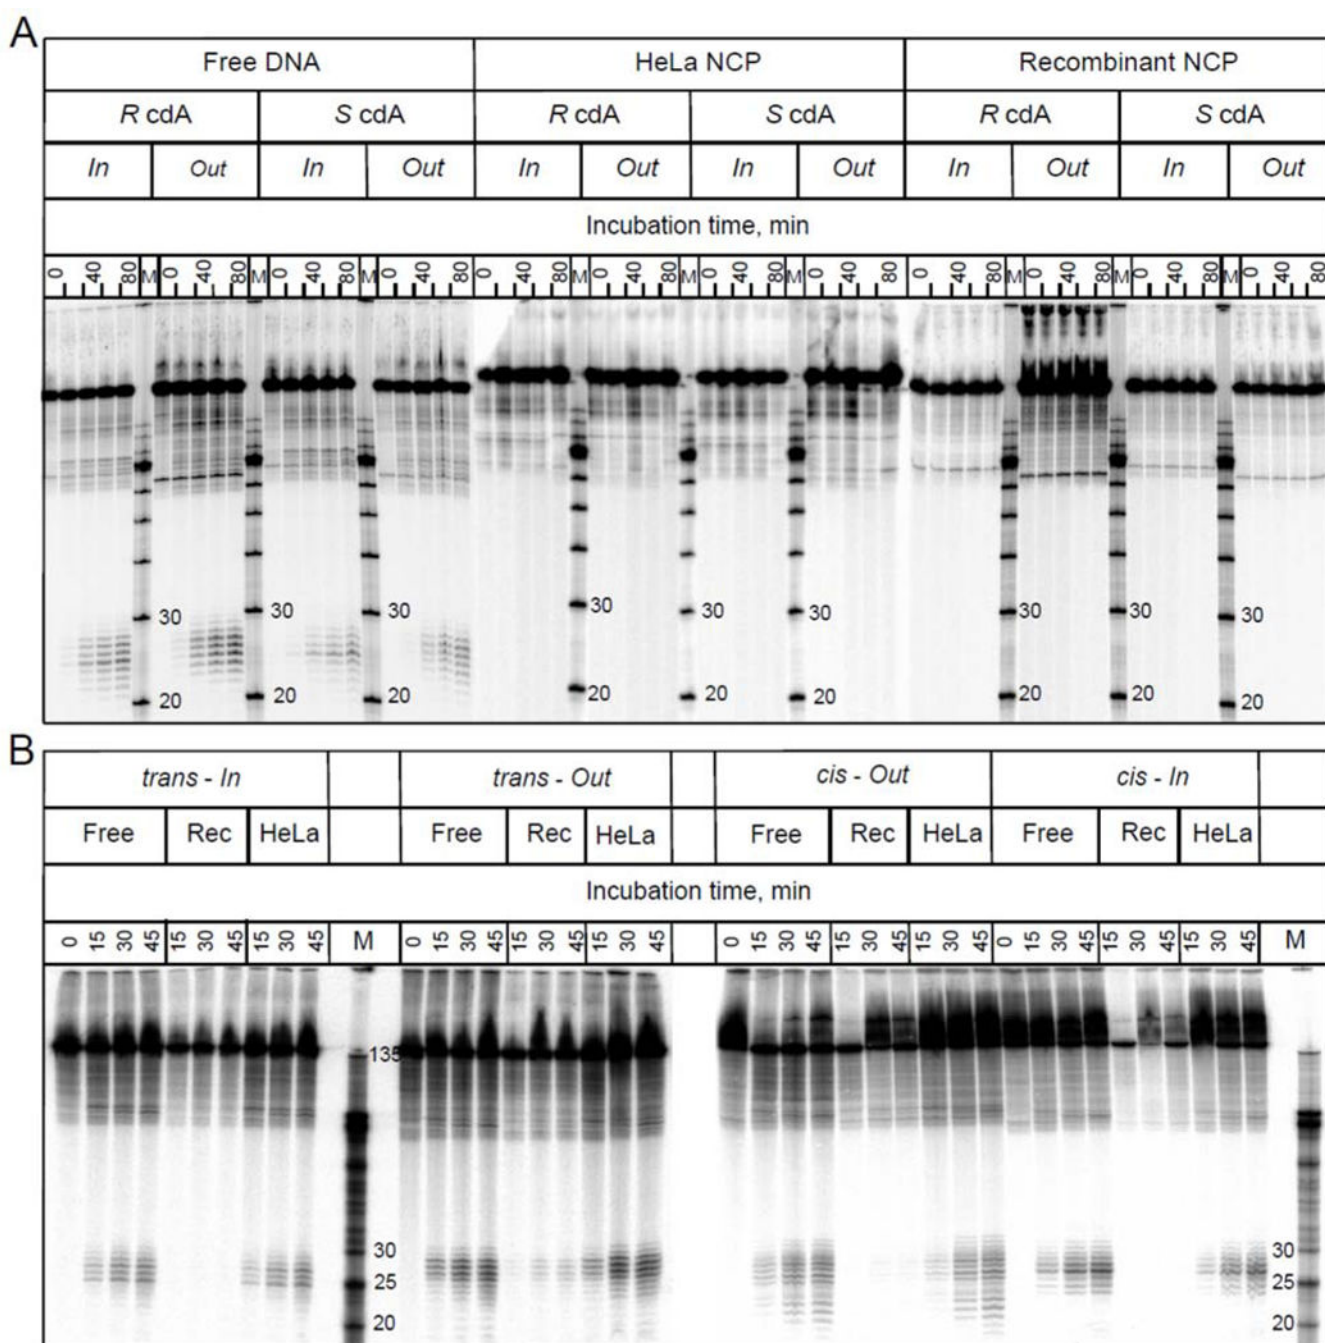 A
Free DNA HeLa NCP Recombinant NCP
R cdA S cdA R cdA S cdA R cdA S cdA
In Out In Out In Out In Out In Out In Out
Incubation time, min
0 40 80 M 0 40 80 M 0 40 80 M 0 40 80 0 40 80 M 0 40 80 M 0 40 80 M 0 40 80 0 40 80 M 0 40 80 M 0 40 80 M 0 40 80
30 30 30 30 30 30 30 30 30
20 20 20 20 20 20 20 20 20
B
trans - In trans - Out cis - Out cis - In
Free Rec HeLa Free Rec HeLa Free Rec HeLa Free Rec HeLa
Incubation time, min
0 15 30 45 15 30 45 15 30 45 M 0 15 30 45 15 30 45 15 30 45 0 15 30 45 15 30 45 15 30 45 0 15 30 45 15 30 45 15 30 45 M
135
30 30
25 25
20 20